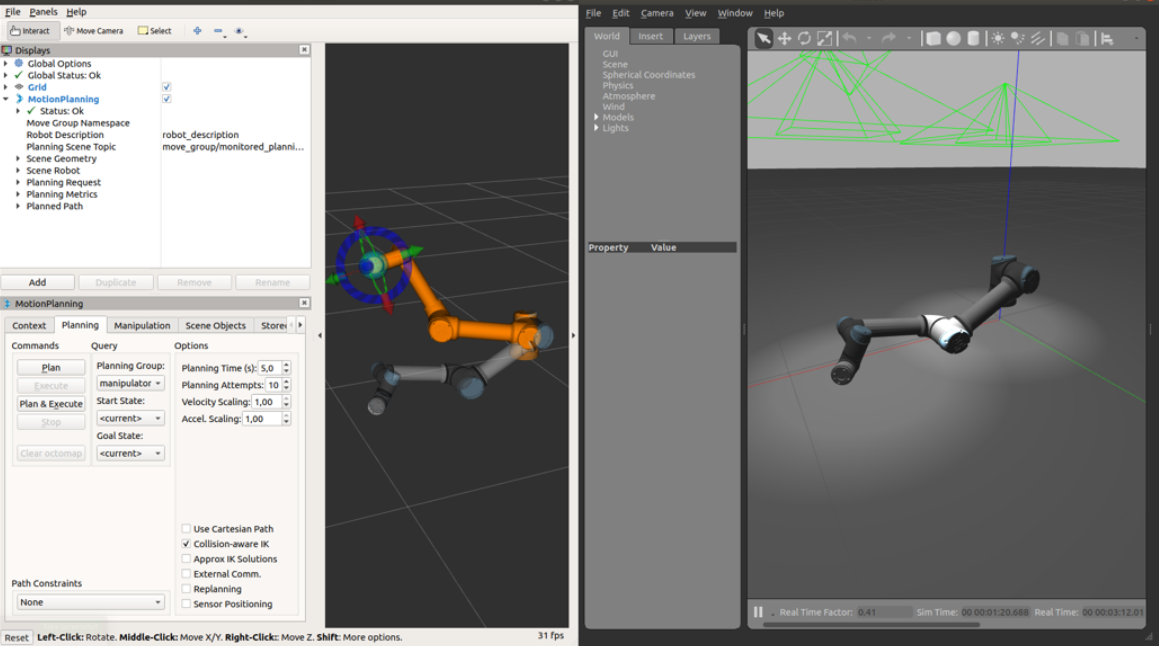 File Panels Help
Interact Move Camera Select
Displays
Global Options
Global Status: Ok
Grid
MotionPlanning
Status: Ok
Move Group Namespace
Robot Description robot_description
Planning Scene Topic move_group/monitored_planni...
Scene Geometry
Scene Robot
Planning Request
Planning Metrics
Planned Path
Add Duplicate Remove Rename
MotionPlanning
Context Planning Manipulation Scene Objects Store
Commands Query Options
Plan
Execute
Plan & Execute
Stop
Clear octomap
Planning Group:
manipulator
Start State:
<current>
Goal State:
<current>
Planning Time (s): 5,0
Planning Attempts: 10
Velocity Scaling: 1,00
Accel. Scaling: 1,00
Use Cartesian Path
Collision-aware IK
Approx IK Solutions
External Comm.
Replanning
Sensor Positioning
Path Constraints
None
Reset Left-Click: Rotate. Middle-Click: Move X/Y. Right-Click:: Move Z. Shift: More options. 31 fps
File Edit Camera View Window Help
World Insert Layers
GUI
Scene
Spherical Coordinates
Physics
Atmosphere
Wind
Models
Lights
Property Value
Real Time Factor: 0.41 Sim Time: 00 00:01:20.688 Real Time: 00 00:03:12.01